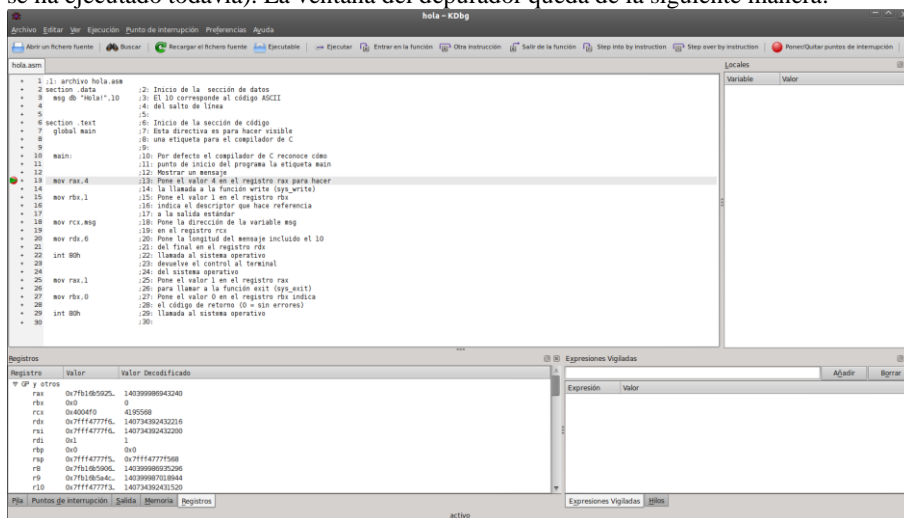 se ha ejecutado todavía). La ventana del depurador queda de la siguiente manera:
hola – KDbg
Archivo Editar Ver Ejecución Punto de interrupción Preferencias Ayuda
Abrir un fichero fuente Buscar Recargar el fichero fuente Ejecutable Ejecutar Entrar en la función Otra instrucción Salir de la función Step into by instruction Step over by instruction Poner/Quitar puntos de interrupción
hola.asm
+ 1 ;1: archivo hola.asm
+ 2 section .data ;2: Inicio de la sección de datos
+ 3 msg db "Hola!",10 ;3: El 10 corresponde al código ASCII
+ 4 ;4: del salto de línea
+ 5 ;5:
+ 6 section .text ;6: Inicio de la sección de código
+ 7 global main ;7: Esta directiva es para hacer visible
+ 8 ;8: una etiqueta para el compilador de C
+ 9 ;9:
+ 10 main: ;10: Por defecto el compilador de C reconoce cómo
+ 11 ;11: punto de inicio del programa la etiqueta main
+ 12 ;12: Mostrar un mensaje
+ 13 mov rax,4 ;13: Pone el valor 4 en el registro rax para hacer
+ 14 ;14: la llamada a la función write (sys_write)
+ 15 mov rbx,1 ;15: Pone el valor 1 en el registro rbx
+ 16 ;16: indica el descriptor que hace referencia
+ 17 ;17: a la salida estándar
+ 18 mov rcx,msg ;18: Pone la dirección de la variable msg
+ 19 ;19: en el registro rcx
+ 20 mov rdx,6 ;20: Pone la longitud del mensaje incluido el 10
+ 21 ;21: del final en el registro rdx
+ 22 int 80h ;22: llamada al sistema operativo
+ 23 ;23: devuelve el control al terminal
+ 24 ;24: del sistema operativo
+ 25 mov rax,1 ;25: Pone el valor 1 en el registro rax
+ 26 ;26: para llamar a la función exit (sys_exit)
+ 27 mov rbx,0 ;27: Pone el valor 0 en el registro rbx indica
+ 28 ;28: el código de retorno (0 = sin errores)
+ 29 int 80h ;29: llamada al sistema operativo
+ 30 ;30:
Locales
Variable Valor
Registros
Registro Valor Valor Decodificado
GP y otros
rax 0x7fb16b5925... 140399986943240
rbx 0x0 0
rcx 0x4004f0 4195568
rdx 0x7fff4777f6... 140734392432216
rsi 0x7fff4777f6... 140734392432200
rdi 0x1 1
rbp 0x0 0x0
rsp 0x7fff4777f5... 0x7fff4777f568
r8 0x7fb16b5906... 140399986935296
r9 0x7fb16b5a4c... 140399987018944
r10 0x7fff4777f3... 140734392431520
Pila Puntos de interrupción Salida Memoria Registros
Expresiones Vigiladas
Añadir Borrar
Expresión Valor
Expresiones Vigiladas Hilos
activo